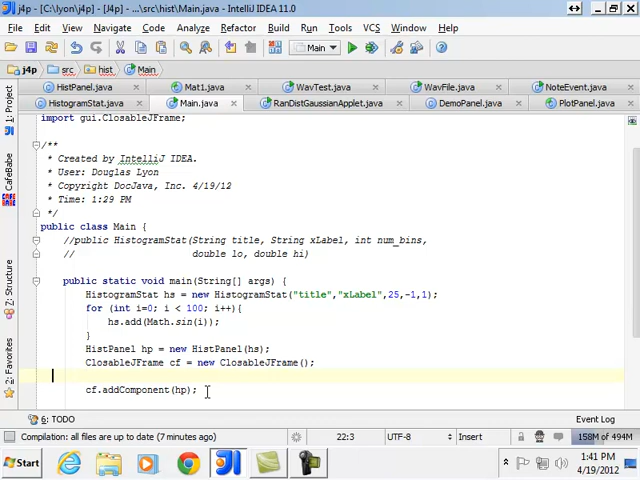 j4p - [C:\lyon\j4p] - [J4p] - ...\src\hist\Main.java - IntelliJ IDEA 11.0
File Edit View Navigate Code Analyze Refactor Build Run Tools VCS Window Help
Main
j4p src hist Main
HistPanel.java Mat1.java WavTest.java WavFile.java NoteEvent.java
HistogramStat.java Main.java RanDistGaussianApplet.java DemoPanel.java PlotPanel.java
1: Project
CafeBabe
Z: Structure
2: Favorites
import gui.ClosableJFrame;
/**
* Created by IntelliJ IDEA.
* User: Douglas Lyon
* Copyright DocJava, Inc. 4/19/12
* Time: 1:29 PM
*/
public class Main {
//public HistogramStat(String title, String xLabel, int num_bins,
// double lo, double hi)
public static void main(String[] args) {
HistogramStat hs = new HistogramStat("title","xLabel",25,-1,1);
for (int i=0; i < 100; i++){
hs.add(Math.sin(i));
}
HistPanel hp = new HistPanel(hs);
ClosableJFrame cf = new ClosableJFrame();
cf.addComponent(hp);
6: TODO Event Log
Compilation: all files are up to date (7 minutes ago) 22:3 UTF-8 Insert 158M of 494M
Start 1:41 PM
4/19/2012